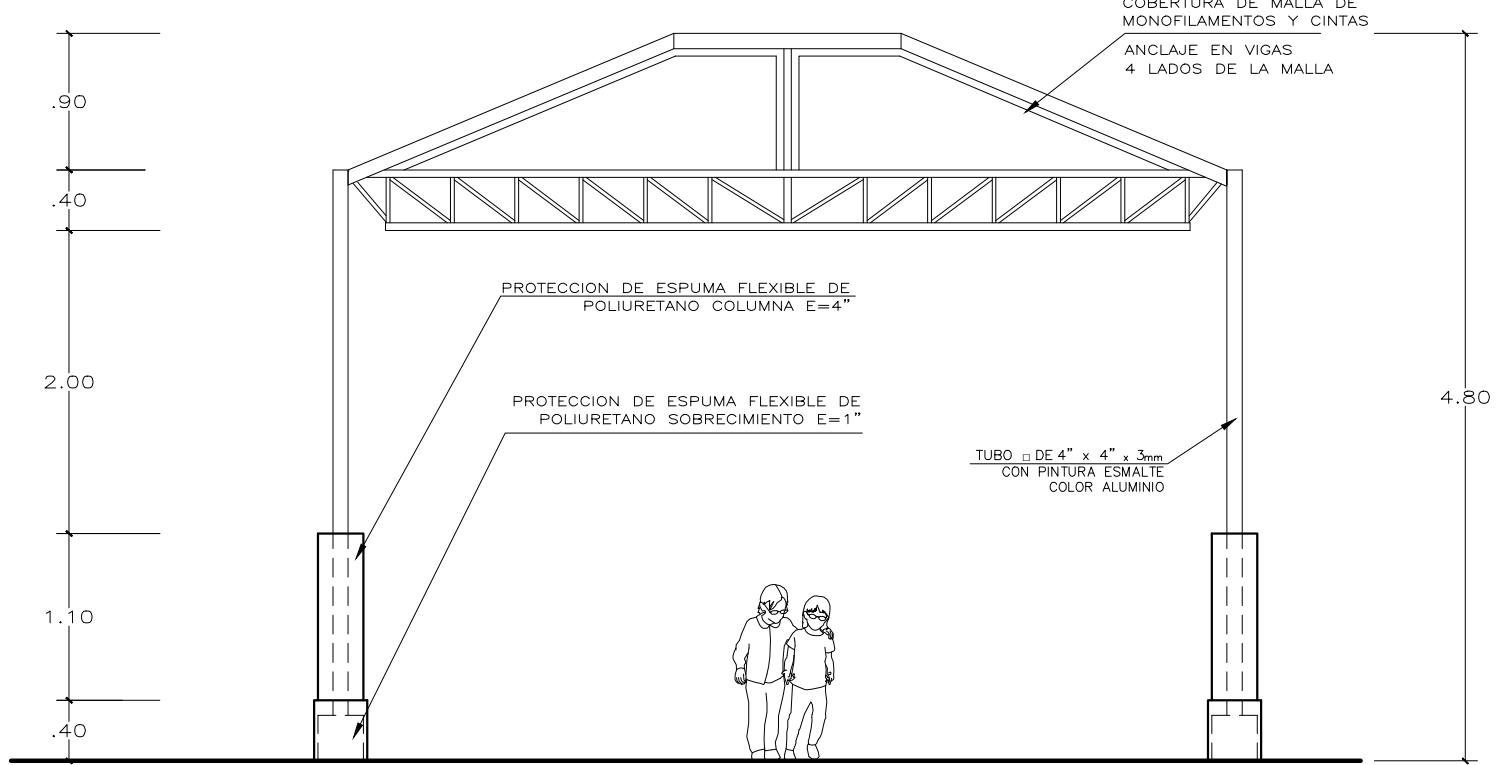 COBERTURA DE MALLA DE
MONOFILAMENTOS Y CINTAS
ANCLAJE EN VIGAS
4 LADOS DE LA MALLA
.90
.40
PROTECCION DE ESPUMA FLEXIBLE DE
POLIURETANO COLUMNA E=4”
2.00
4.80
PROTECCION DE ESPUMA FLEXIBLE DE
POLIURETANO SOBRECIMIENTO E=1”
TUBO □ DE 4” x 4” x 3mm
CON PINTURA ESMALTE
COLOR ALUMINIO
1.10
.40